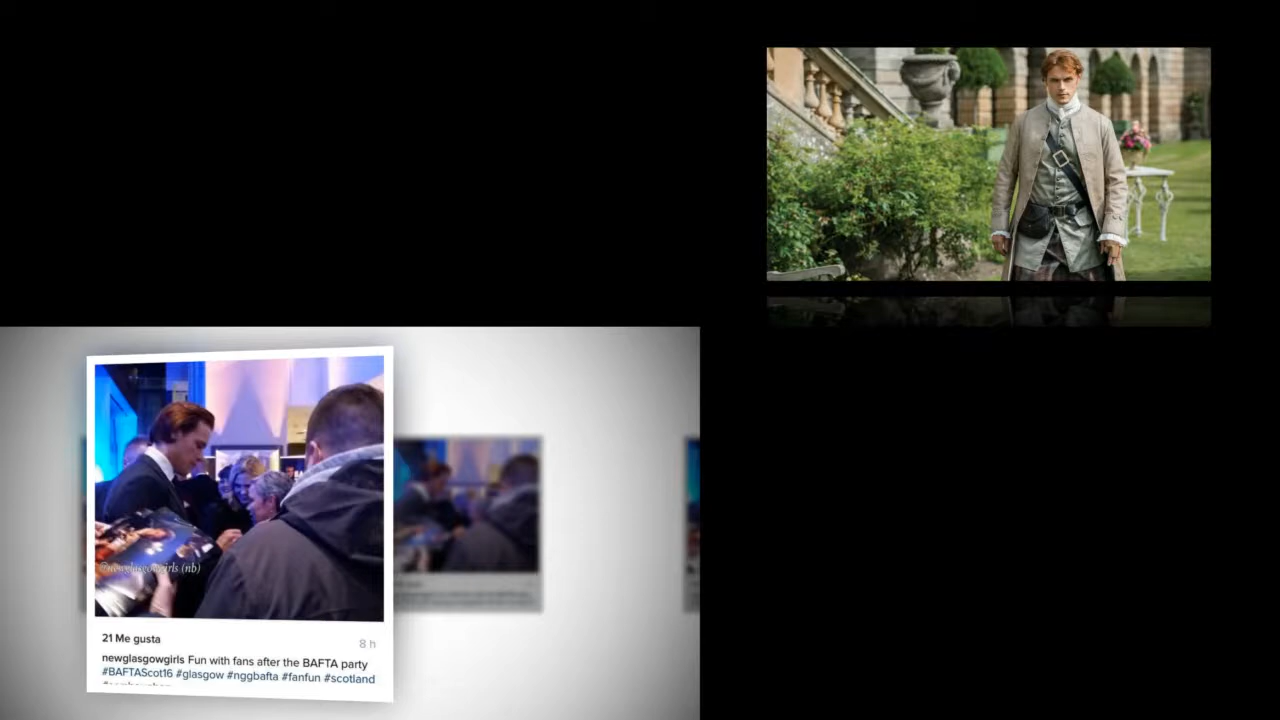 @newglasgowgirls (nb)
21 Me gusta
8 h
newglasgowgirls Fun with fans after the BAFTA party
#BAFTAScot16 #glasgow #nggbafta #fanfun #scotland